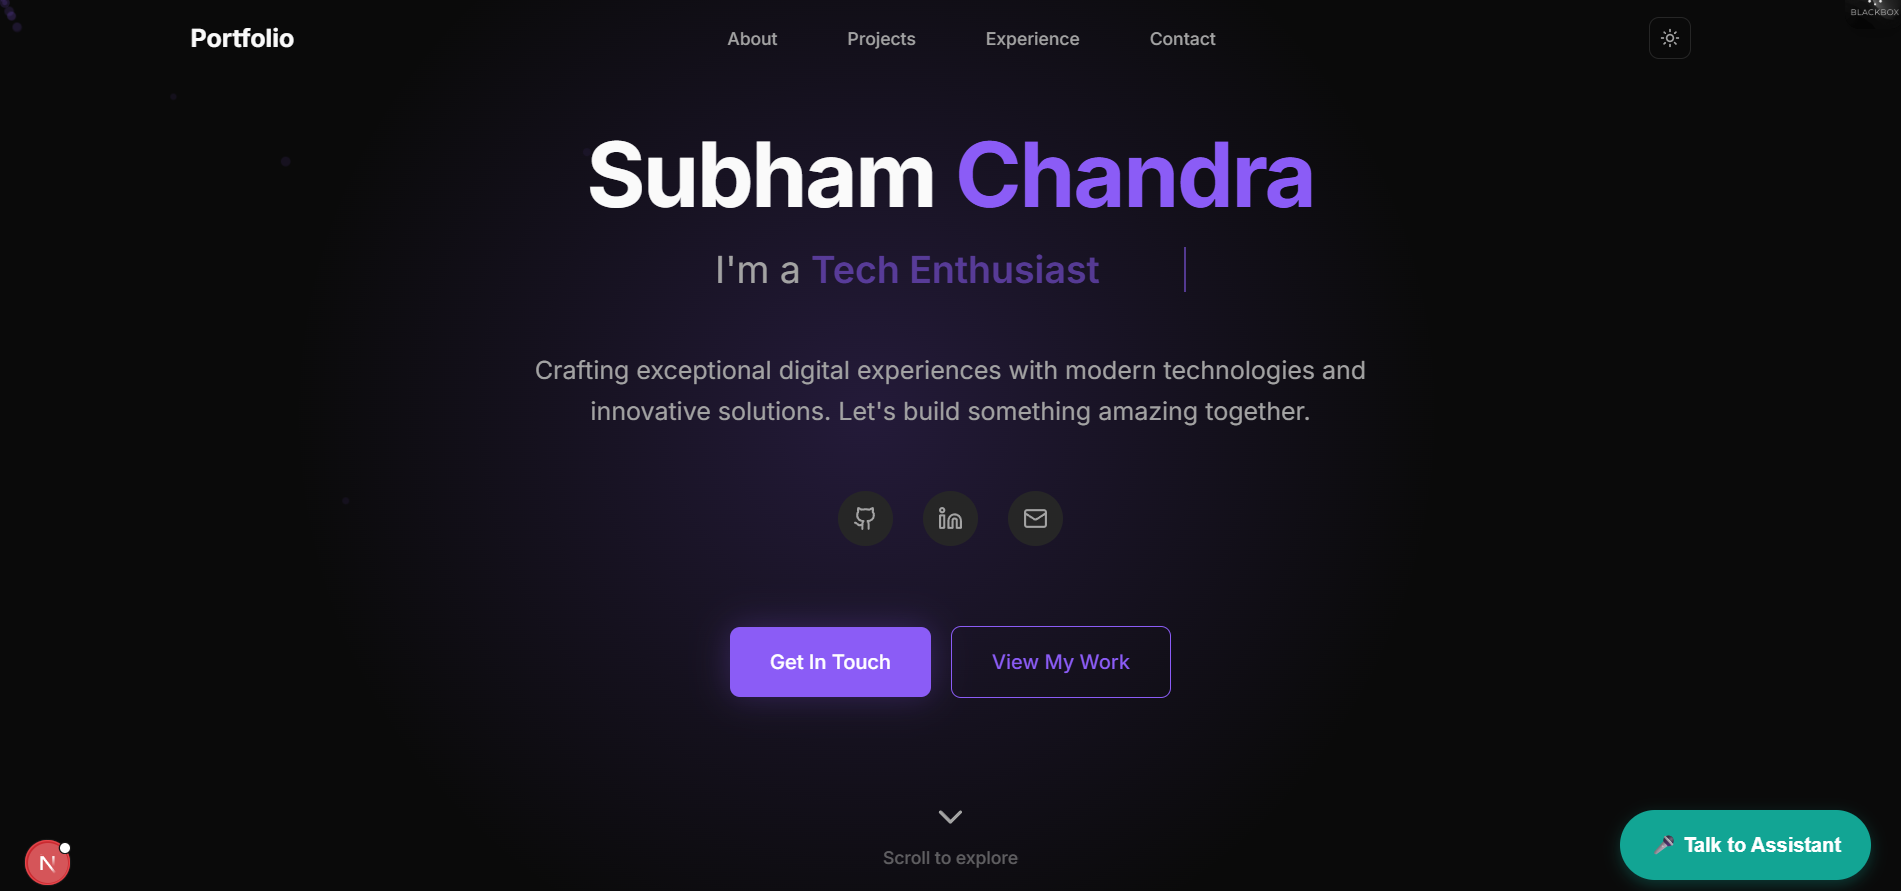 BLACKBOX
Portfolio
About
Projects
Experience
Contact
Subham Chandra
I'm a Tech Enthusiast
Crafting exceptional digital experiences with modern technologies and
innovative solutions. Let's build something amazing together.
Get In Touch
View My Work
Scroll to explore
N
Talk to Assistant